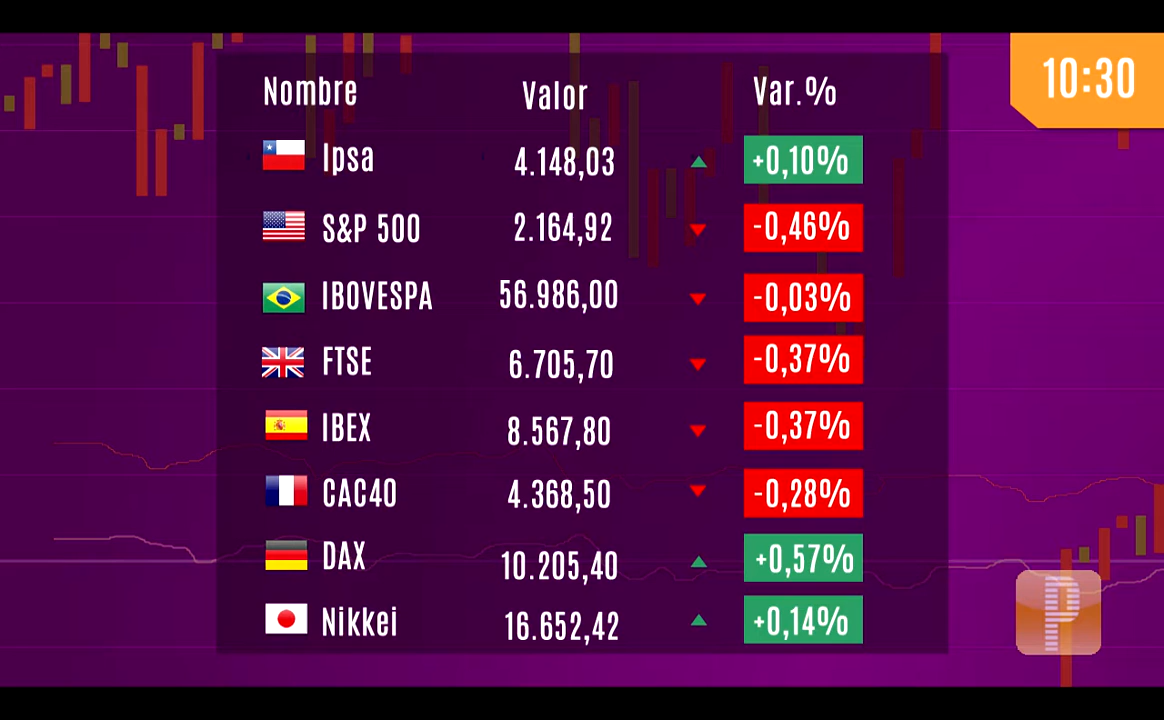 10:30
Nombre Valor Var.%
Ipsa 4.148,03 +0,10%
S&P 500 2.164,92 -0,46%
IBOVESPA 56.986,00 -0,03%
FTSE 6.705,70 -0,37%
IBEX 8.567,80 -0,37%
CAC40 4.368,50 -0,28%
DAX 10.205,40 +0,57%
Nikkei 16.652,42 +0,14%
P